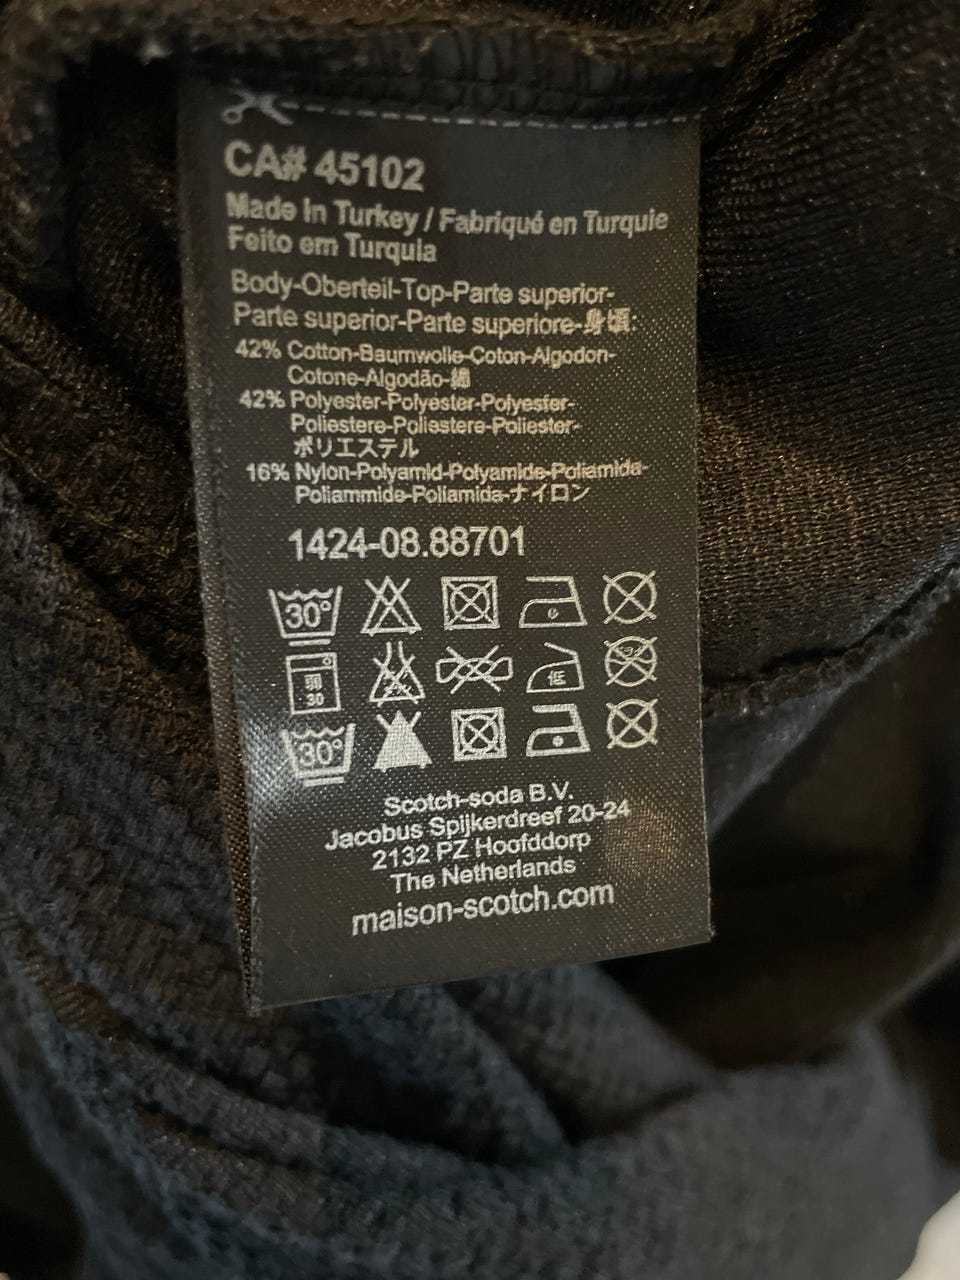 CA# 45102
Made In Turkey / Fabriqué en Turquie
Feito em Turquia
Body-Oberteil-Top-Parte superior-
Parte superior-Parte superiore-身頃:
42% Cotton-Baumwolle-Coton-Algodon-
Cotone-Algodão-綿
42% Polyester-Polyester-Polyester-
Poliestere-Poliestere-Poliester-
ポリエステル
16% Nylon-Polyamid-Polyamide-Poliamida-
Poliammide-Poliamida-ナイロン
1424-08.88701
30°
弱 低
30
30°
Scotch-soda B.V.
Jacobus Spijkerdreef 20-24
2132 PZ Hoofddorp
The Netherlands
maison-scotch.com